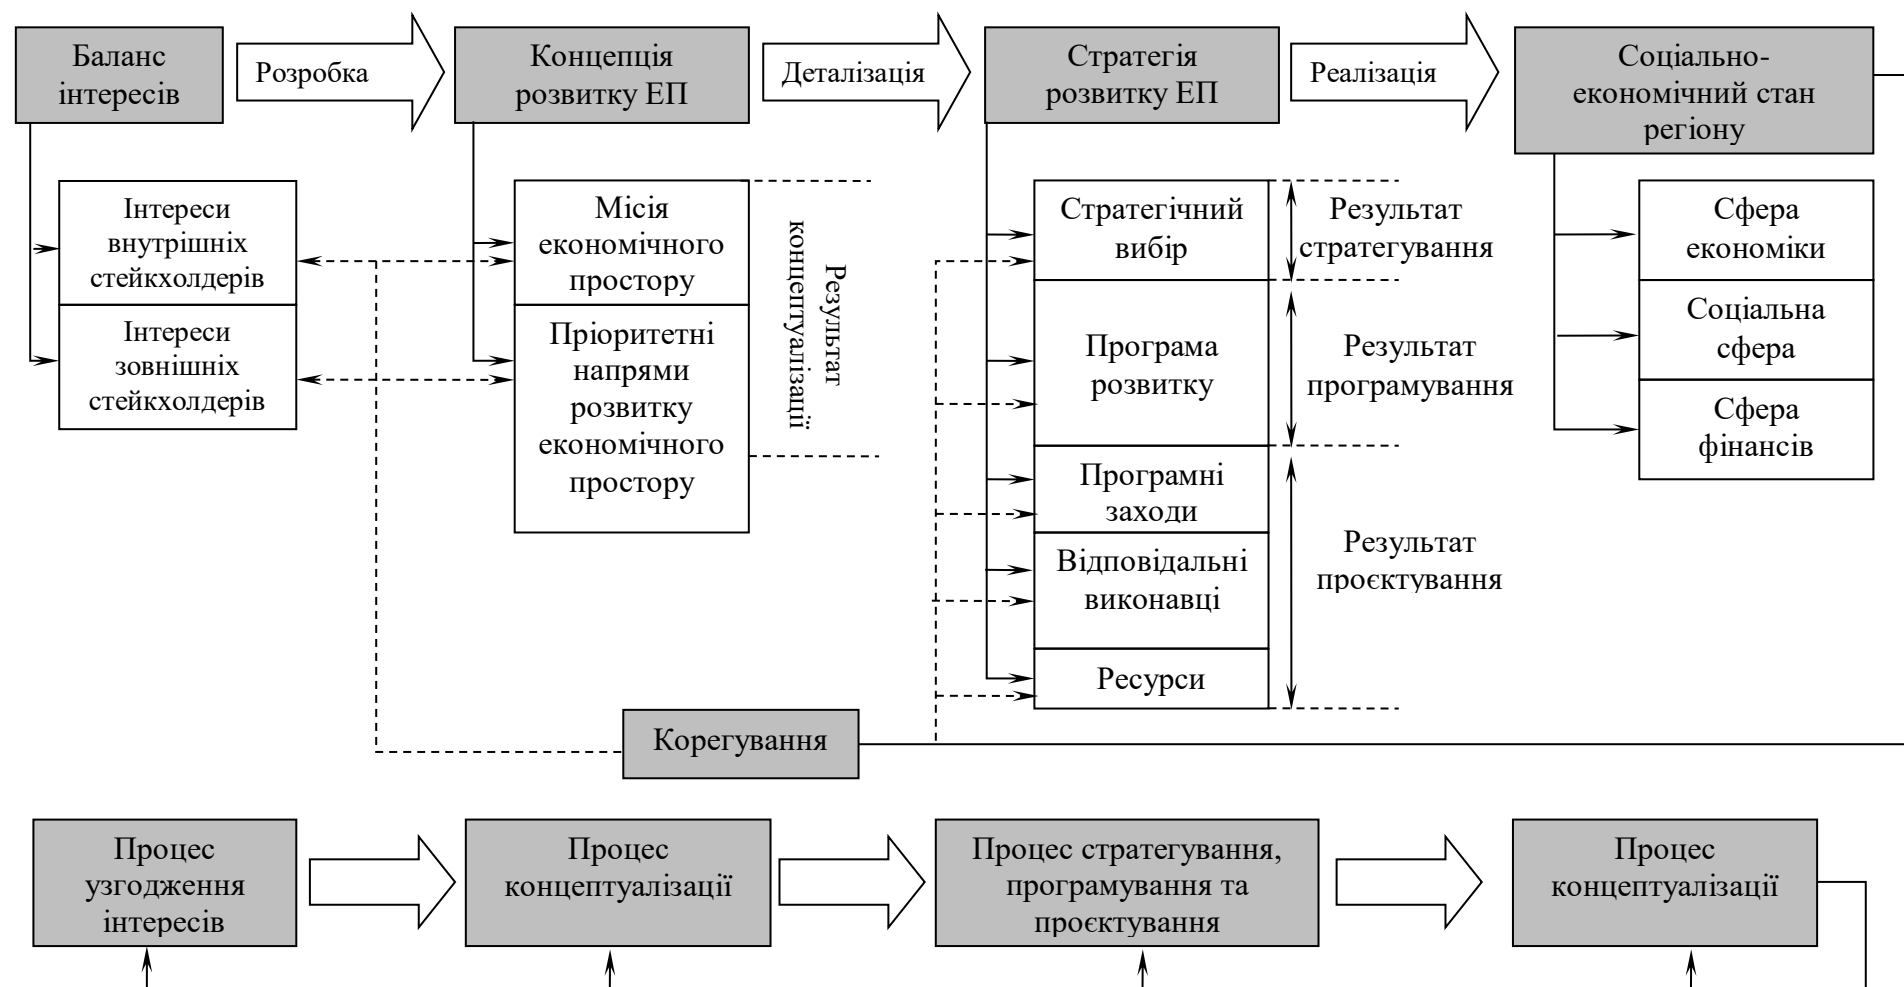 Баланс
інтересів
Розробка
Концепція
розвитку ЕП
Деталізація
Стратегія
розвитку ЕП
Реалізація
Соціально-
економічний стан
регіону
Інтереси
внутрішніх
стейкхолдерів
Інтереси
зовнішніх
стейкхолдерів
Місія
економічного
простору
Пріоритетні
напрями
розвитку
економічного
простору
Результат
концептуалізації
Стратегічний
вибір
Програма
розвитку
Програмні
заходи
Відповідальні
виконавці
Ресурси
Результат
стратегування
Результат
програмування
Результат
проєктування
Сфера
економіки
Соціальна
сфера
Сфера
фінансів
Корегування
Процес
узгодження
інтересів
Процес
концептуалізації
Процес стратегування,
програмування та
проєктування
Процес
концептуалізації